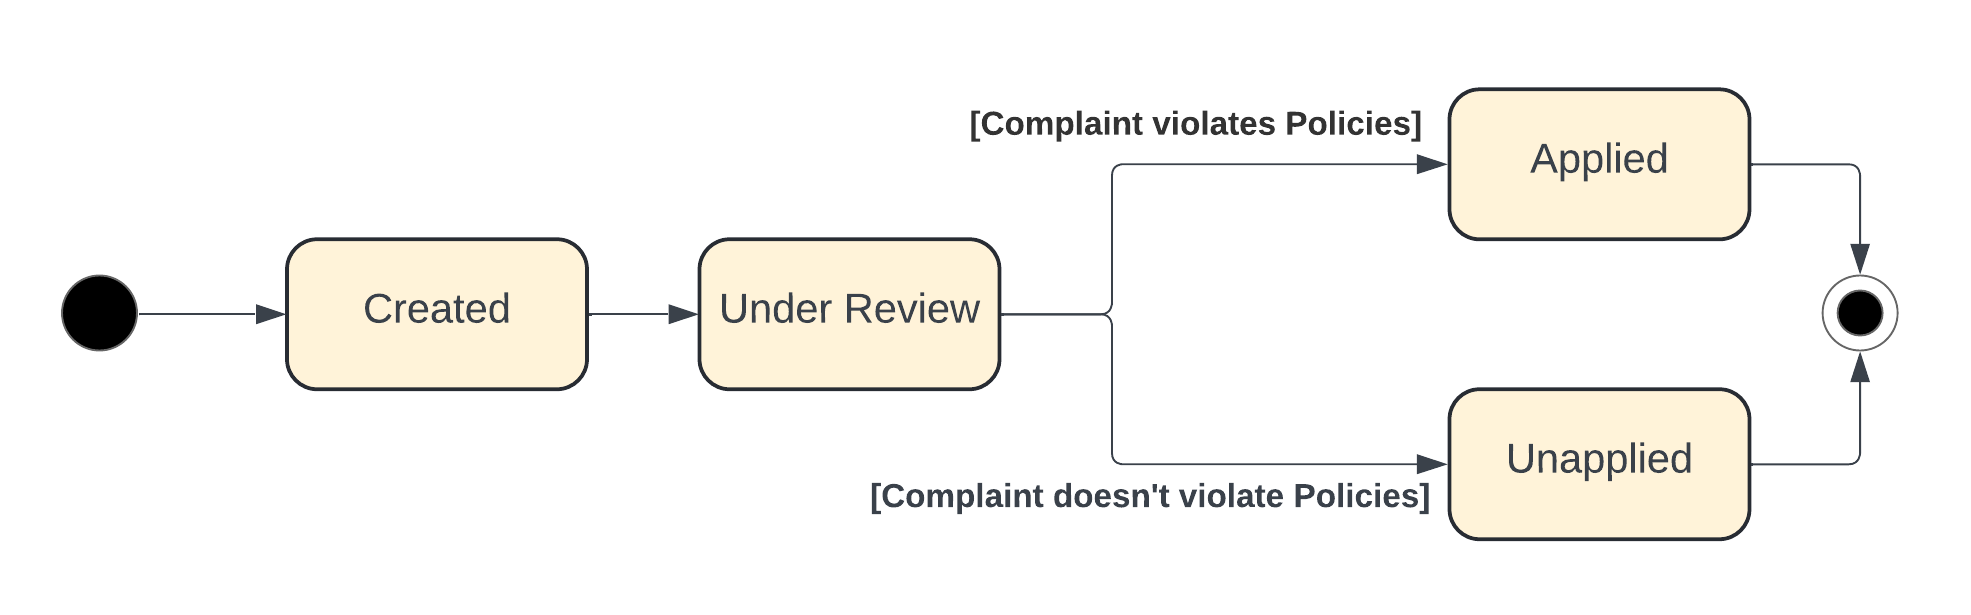 [Complaint violates Policies]
Applied
Created
Under Review
Unapplied
[Complaint doesn't violate Policies]